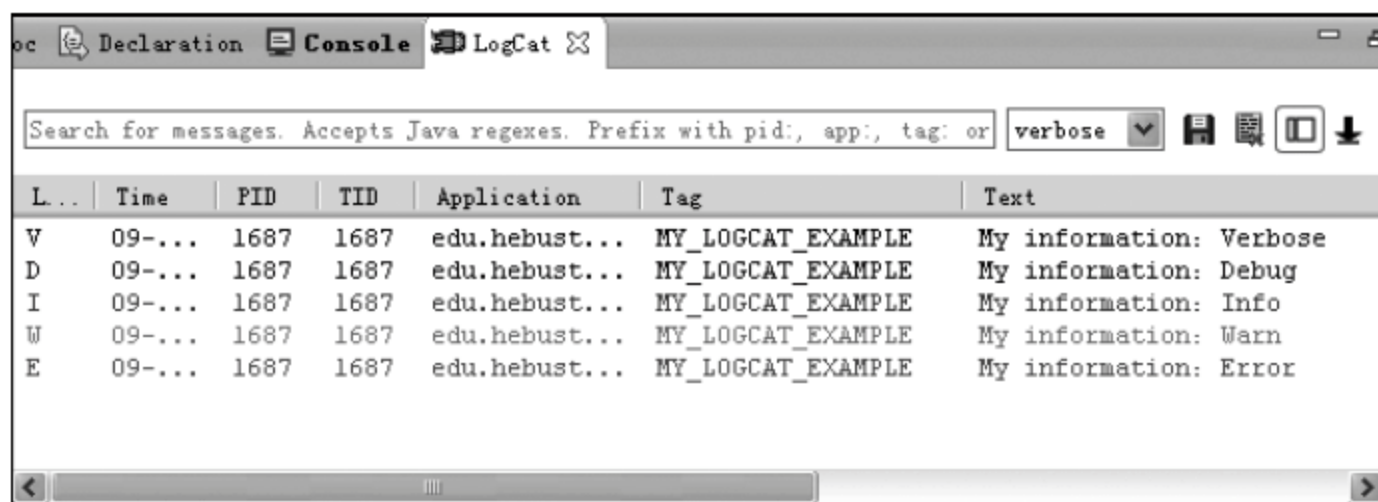 oc Declaration Console LogCat
Search for messages. Accepts Java regexes. Prefix with pid:, app:, tag: or verbose
L... Time PID TID Application Tag Text
V 09-... 1687 1687 edu.hebust... MY_LOGCAT_EXAMPLE My information: Verbose
D 09-... 1687 1687 edu.hebust... MY_LOGCAT_EXAMPLE My information: Debug
I 09-... 1687 1687 edu.hebust... MY_LOGCAT_EXAMPLE My information: Info
W 09-... 1687 1687 edu.hebust... MY_LOGCAT_EXAMPLE My information: Warn
E 09-... 1687 1687 edu.hebust... MY_LOGCAT_EXAMPLE My information: Error